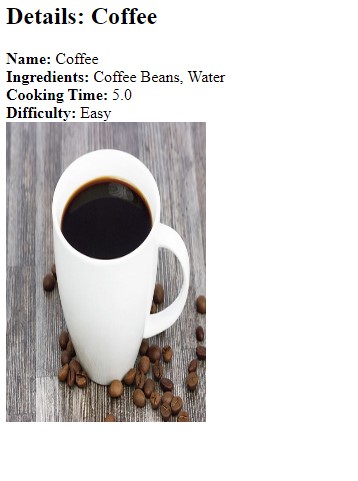 Details: Coffee
Name: Coffee
Ingredients: Coffee Beans, Water
Cooking Time: 5.0
Difficulty: Easy